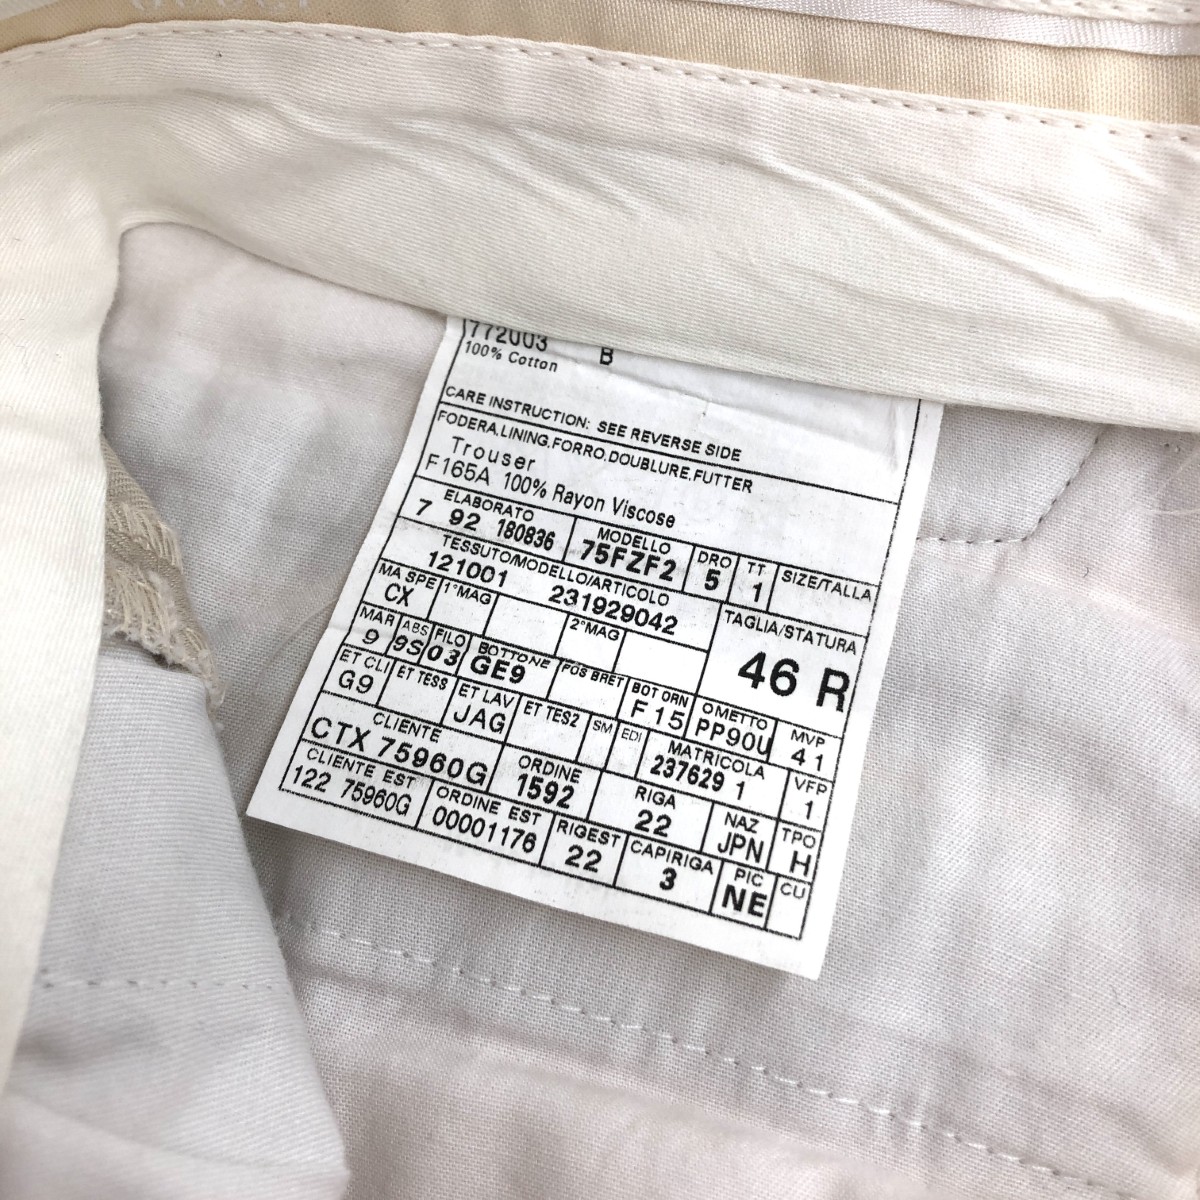 1772003 B
100% Cotton
CARE INSTRUCTION: SEE REVERSE SIDE
FODERA.LINING.FORRO.DOUBLURE.FUTTER
Trouser
F165A 100% Rayon Viscose
ELABORATO MODELLO DRO TT SIZE/TALLA
7 92 180836 75FZF2 5 1
TESSUTO/MODELLO/ARTICOLO TAGLIA/STATURA
121001 231929042 46 R
MA SPE 1°MAG 2°MAG
CX
MAR ABS FILO BOTTONE POS BRET BOT ORN OMETTO MVP
9 9S 03 GE9 F 15 PP90U 41
ET CLI ET TESS ET LAV ET TES2 SM EDI MATRICOLA VFP
G9 JAG 237629 1 1
CLIENTE ORDINE RIGA NAZ TPO
CTX 75960G 1592 22 JPN H
CLIENTE EST ORDINE EST RIGEST CAPIRIGA PIC CU
122 75960G 00001176 22 3 NE